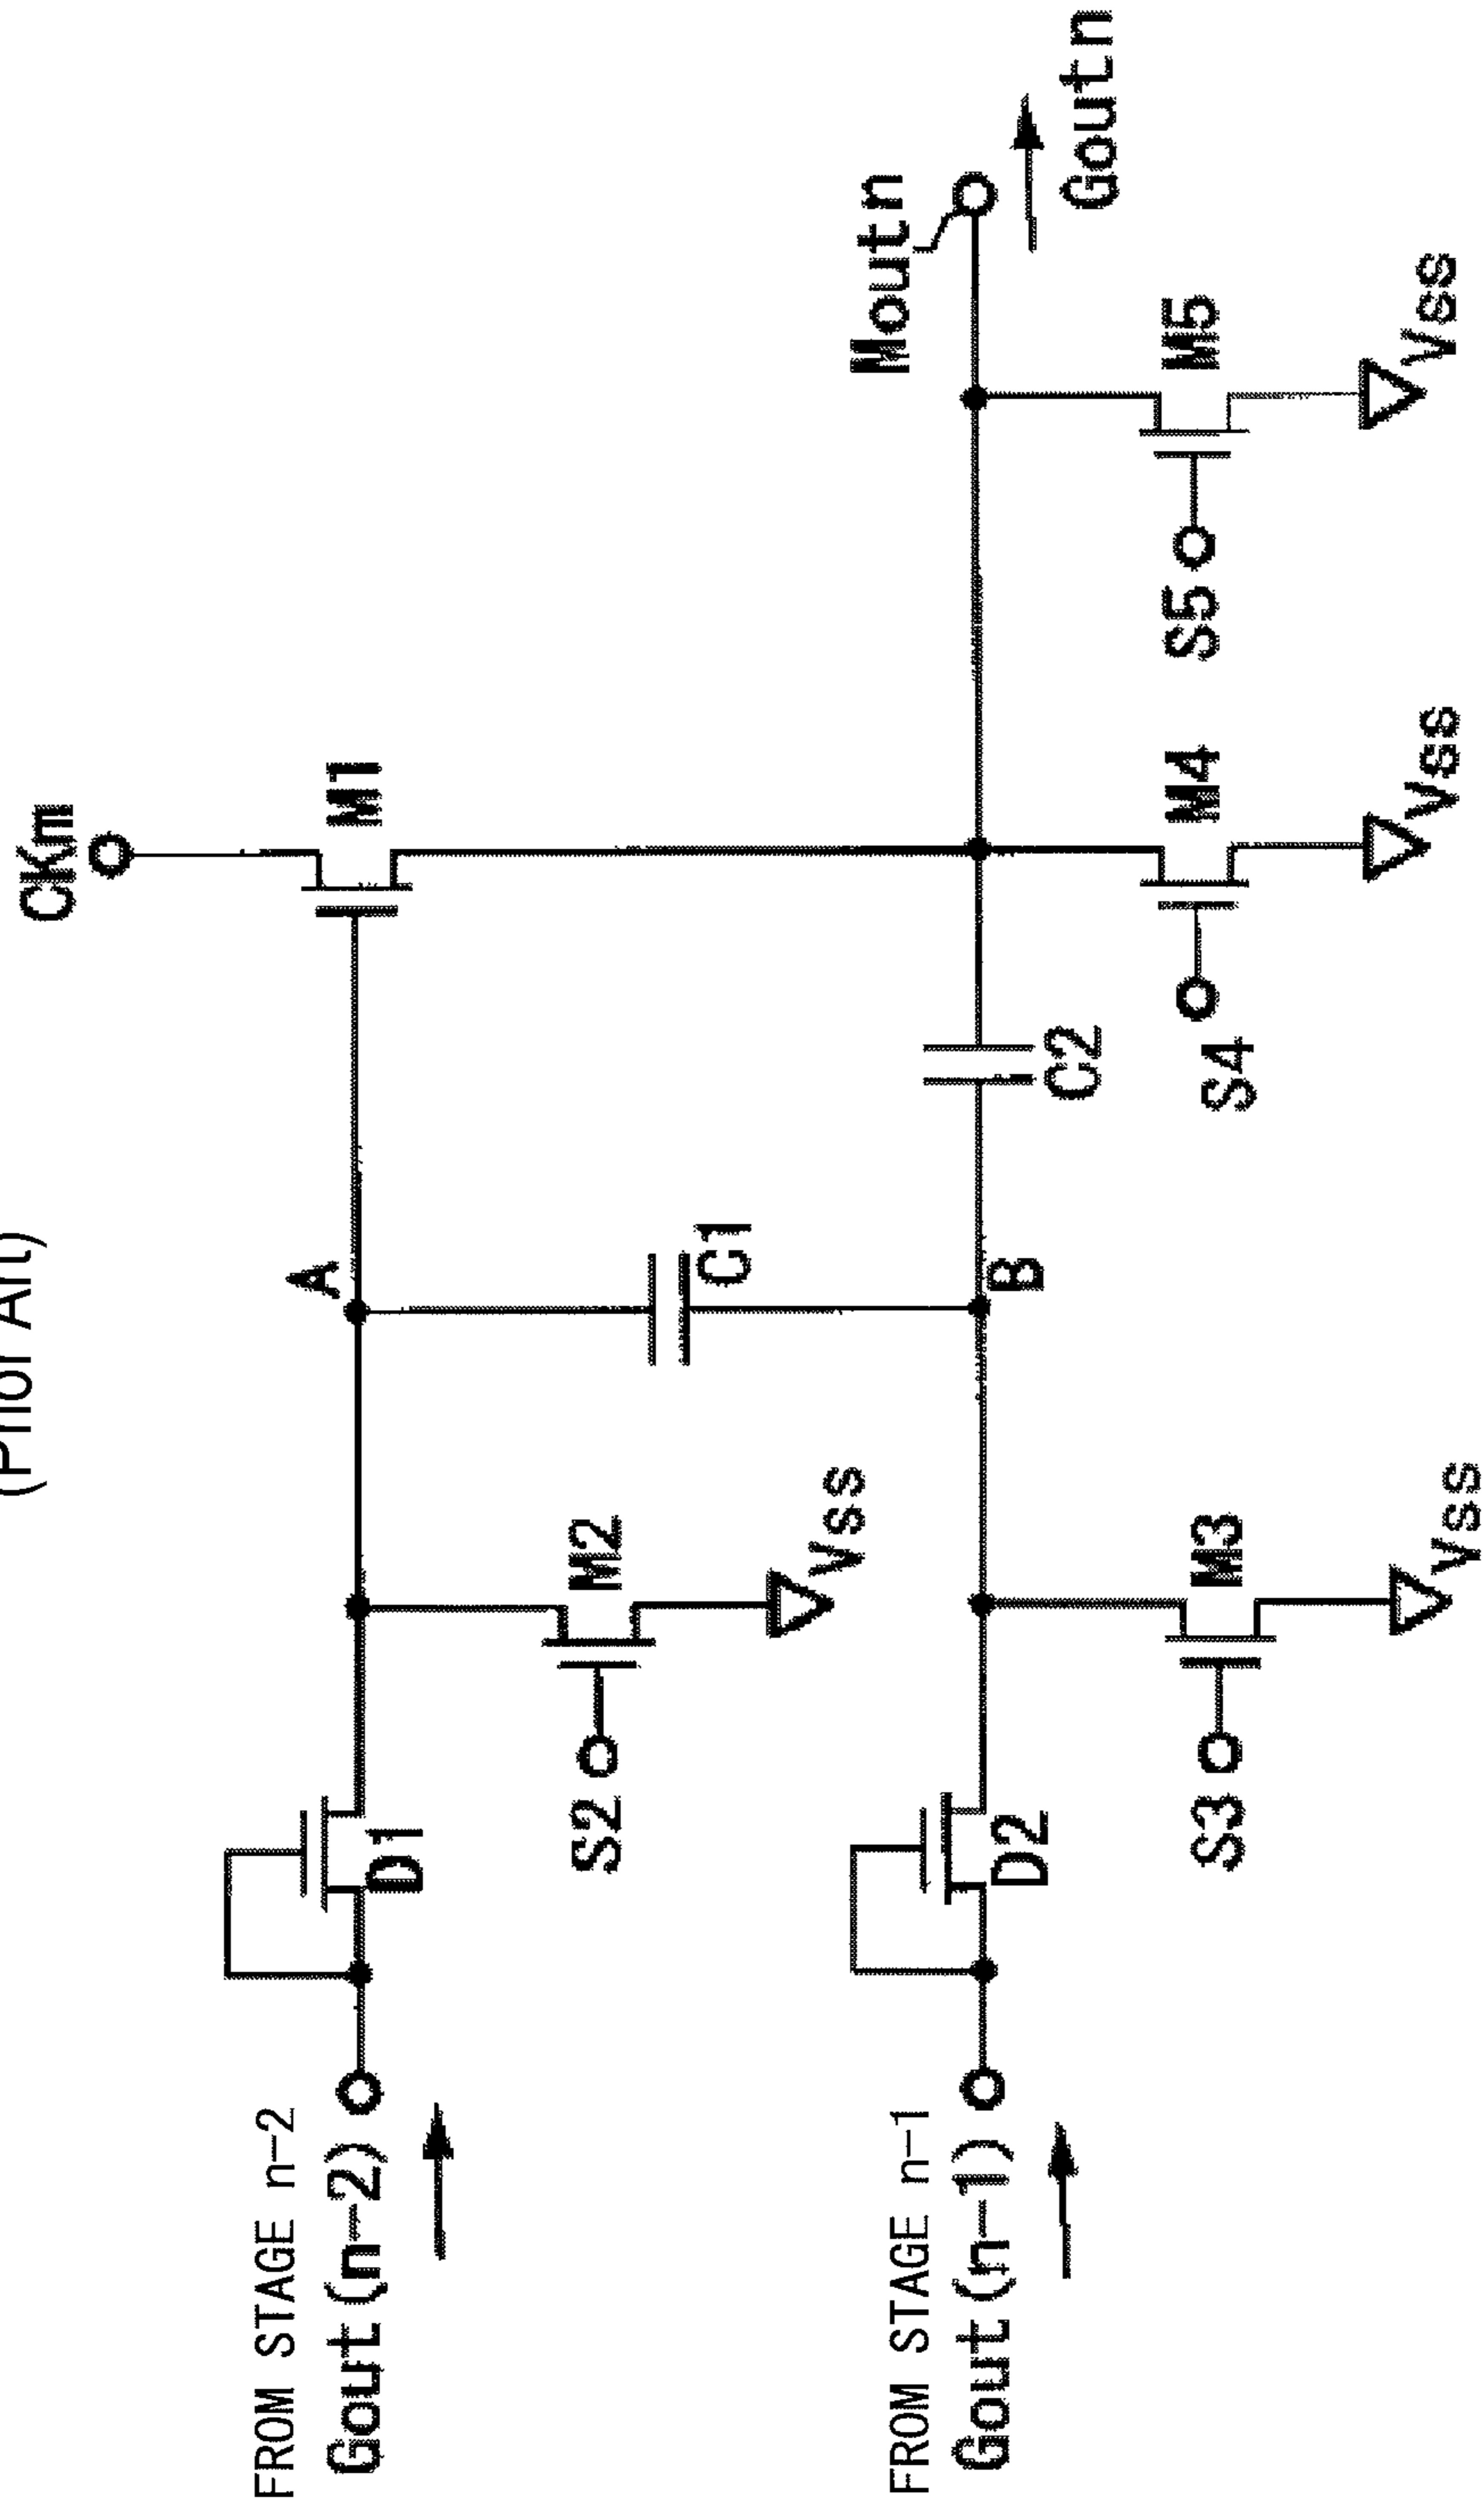 (Prior Art)
CKm
M1
A
FROM STAGE n-2
Gout(n-2)
D1
S2
M2
Vss
C1
Moutn
Goutn
B
C2
FROM STAGE n-1
Gout(n-1)
D2
S3
M3
Vss
S4
M4
Vss
S5
M5
Vss